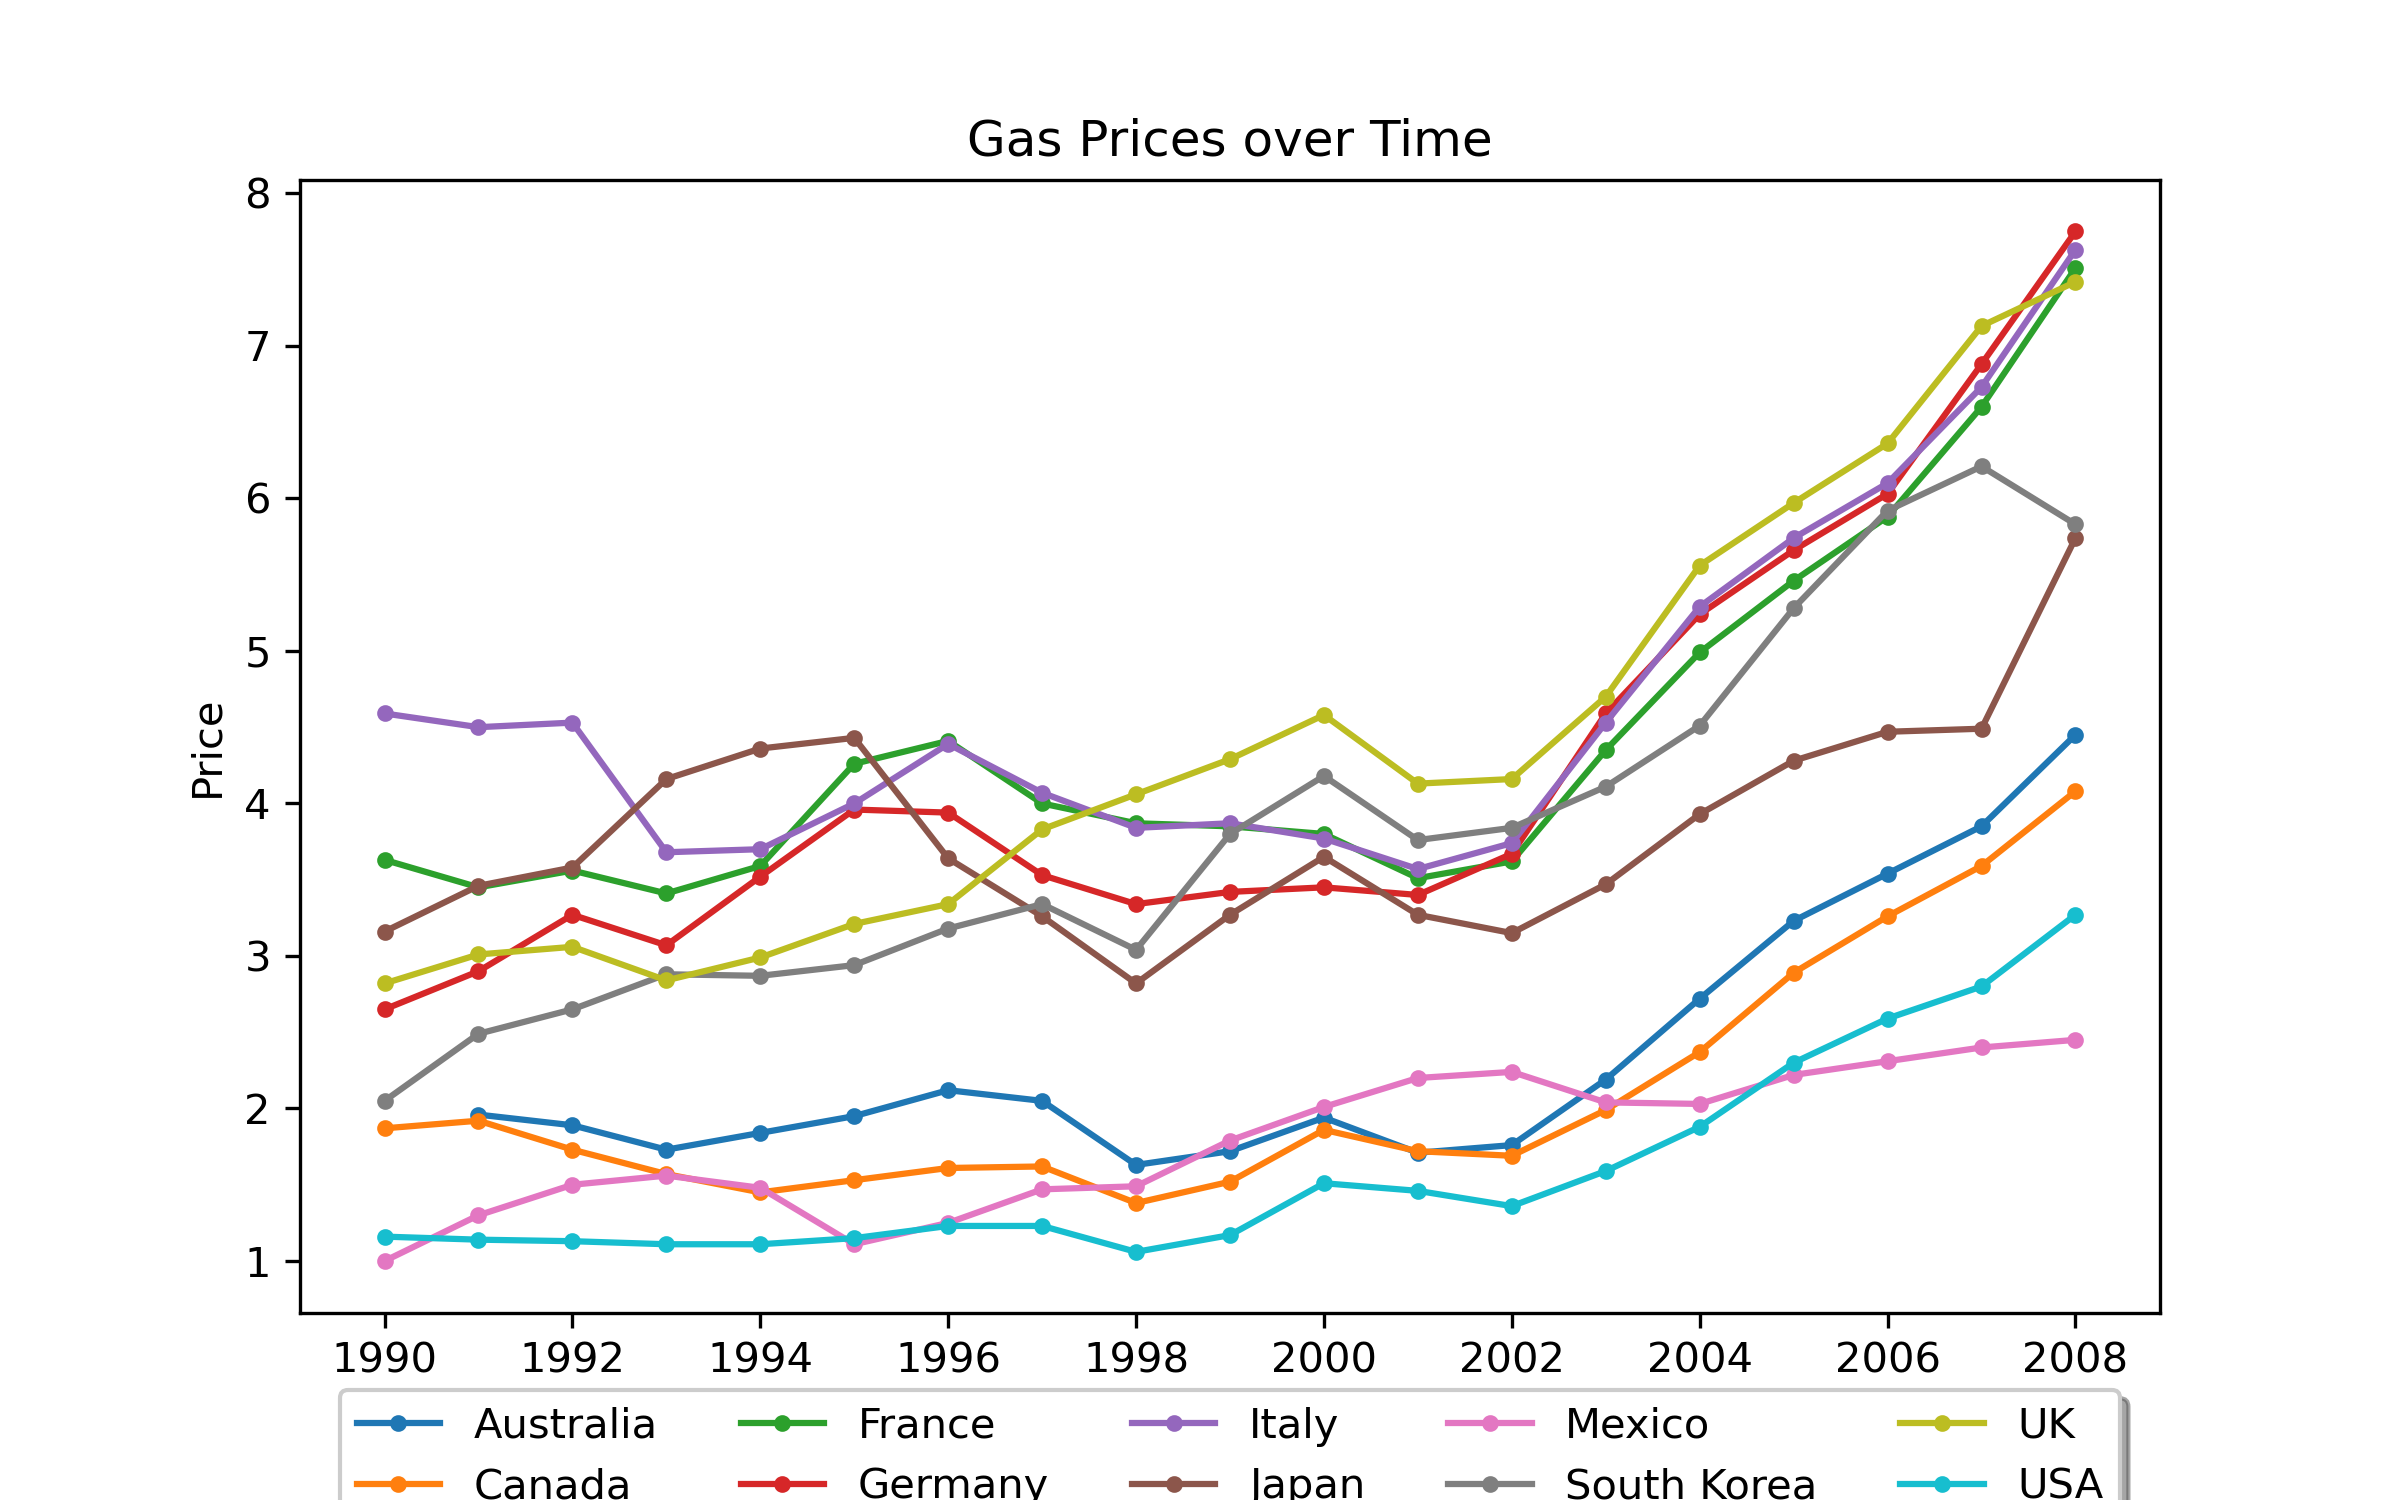 Gas Prices over Time
8
7
6
5
4
3
2
1
Price
1990 1992 1994 1996 1998 2000 2002 2004 2006 2008
Australia France Italy Mexico UK
Canada Germany Japan South Korea USA